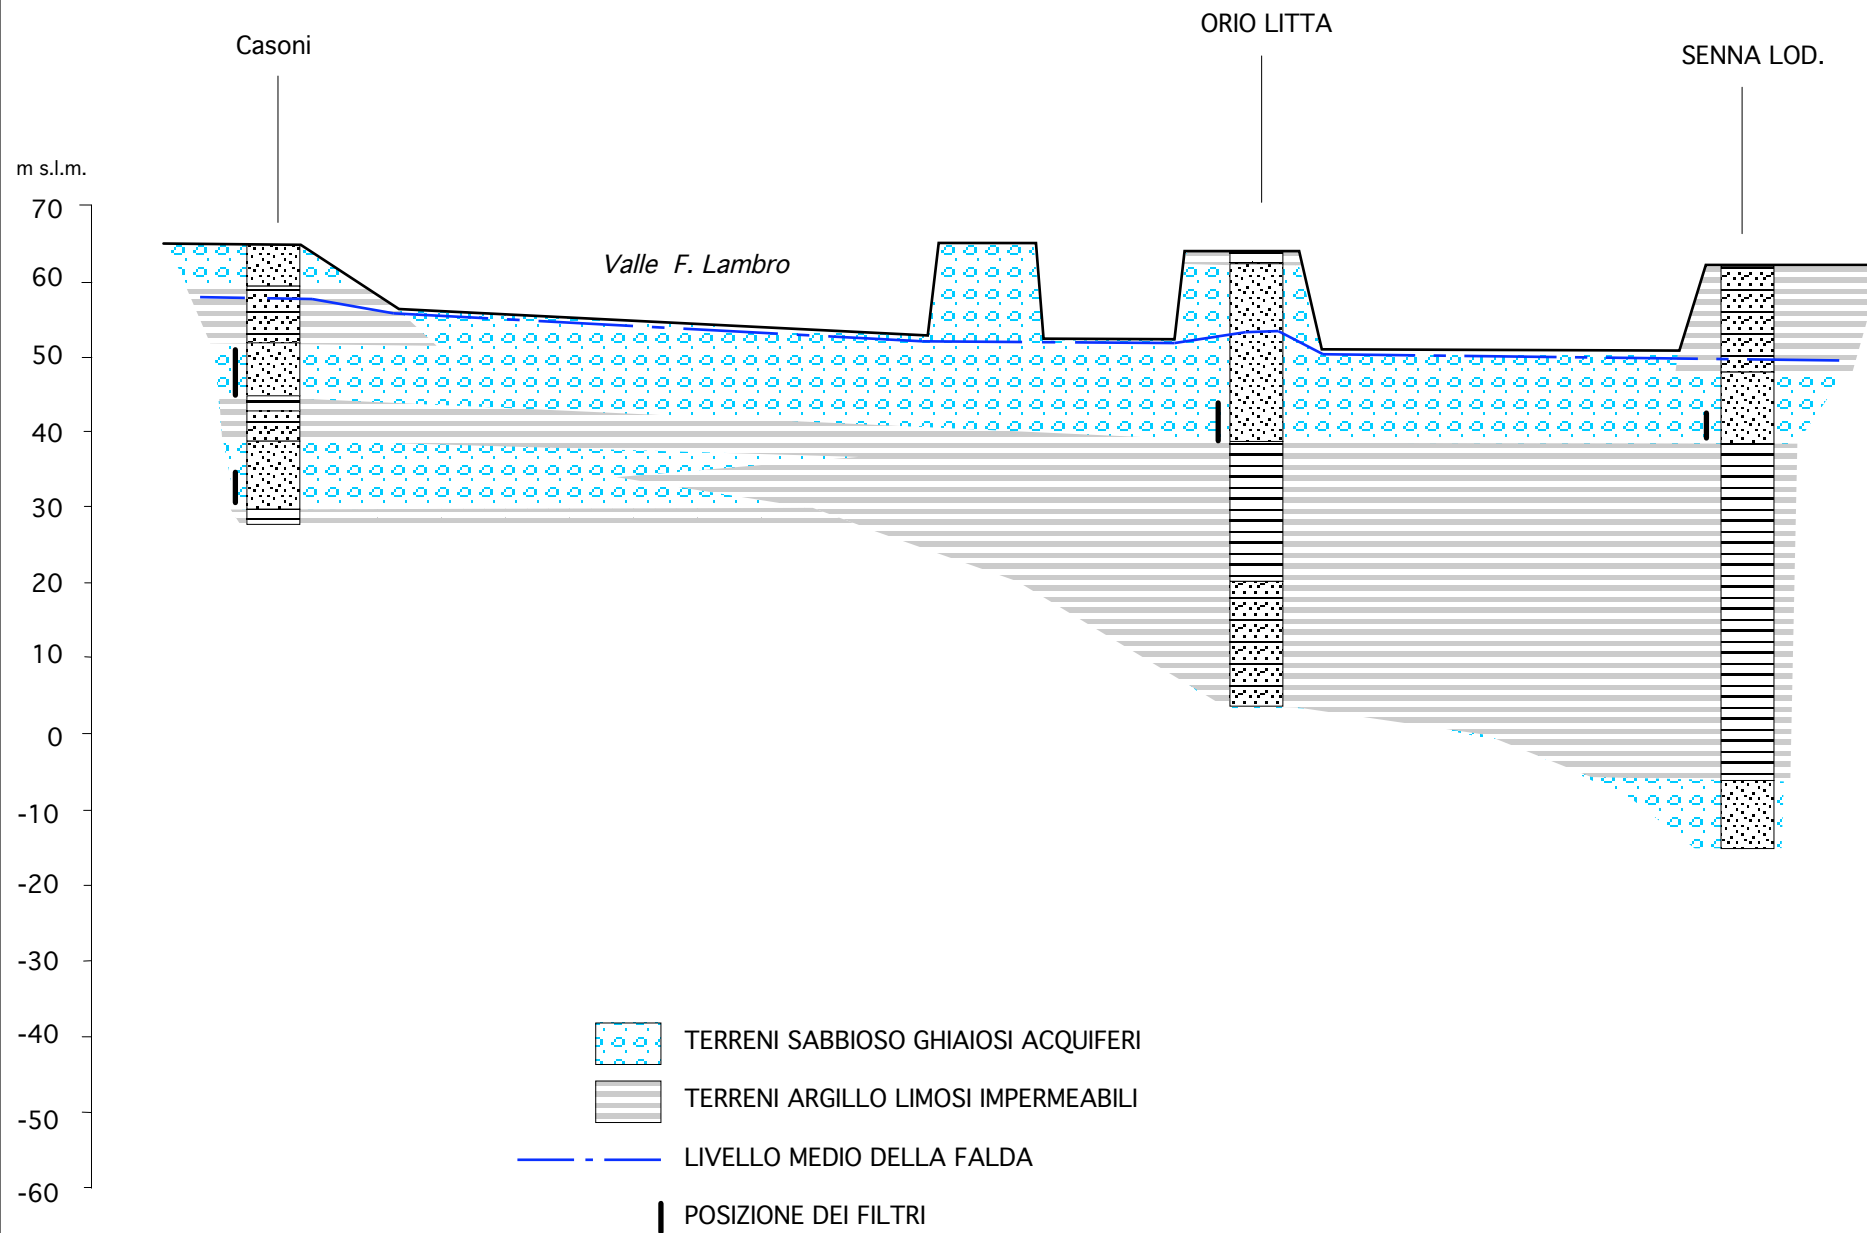 ORIO LITTA
Casoni
SENNA LOD.
m s.l.m.
70
60
50
40
30
20
10
0
-10
-20
-30
-40
-50
-60
Valle F. Lambro
TERRENI SABBIOSO GHIAIOSI ACQUIFERI
TERRENI ARGILLO LIMOSI IMPERMEABILI
LIVELLO MEDIO DELLA FALDA
POSIZIONE DEI FILTRI